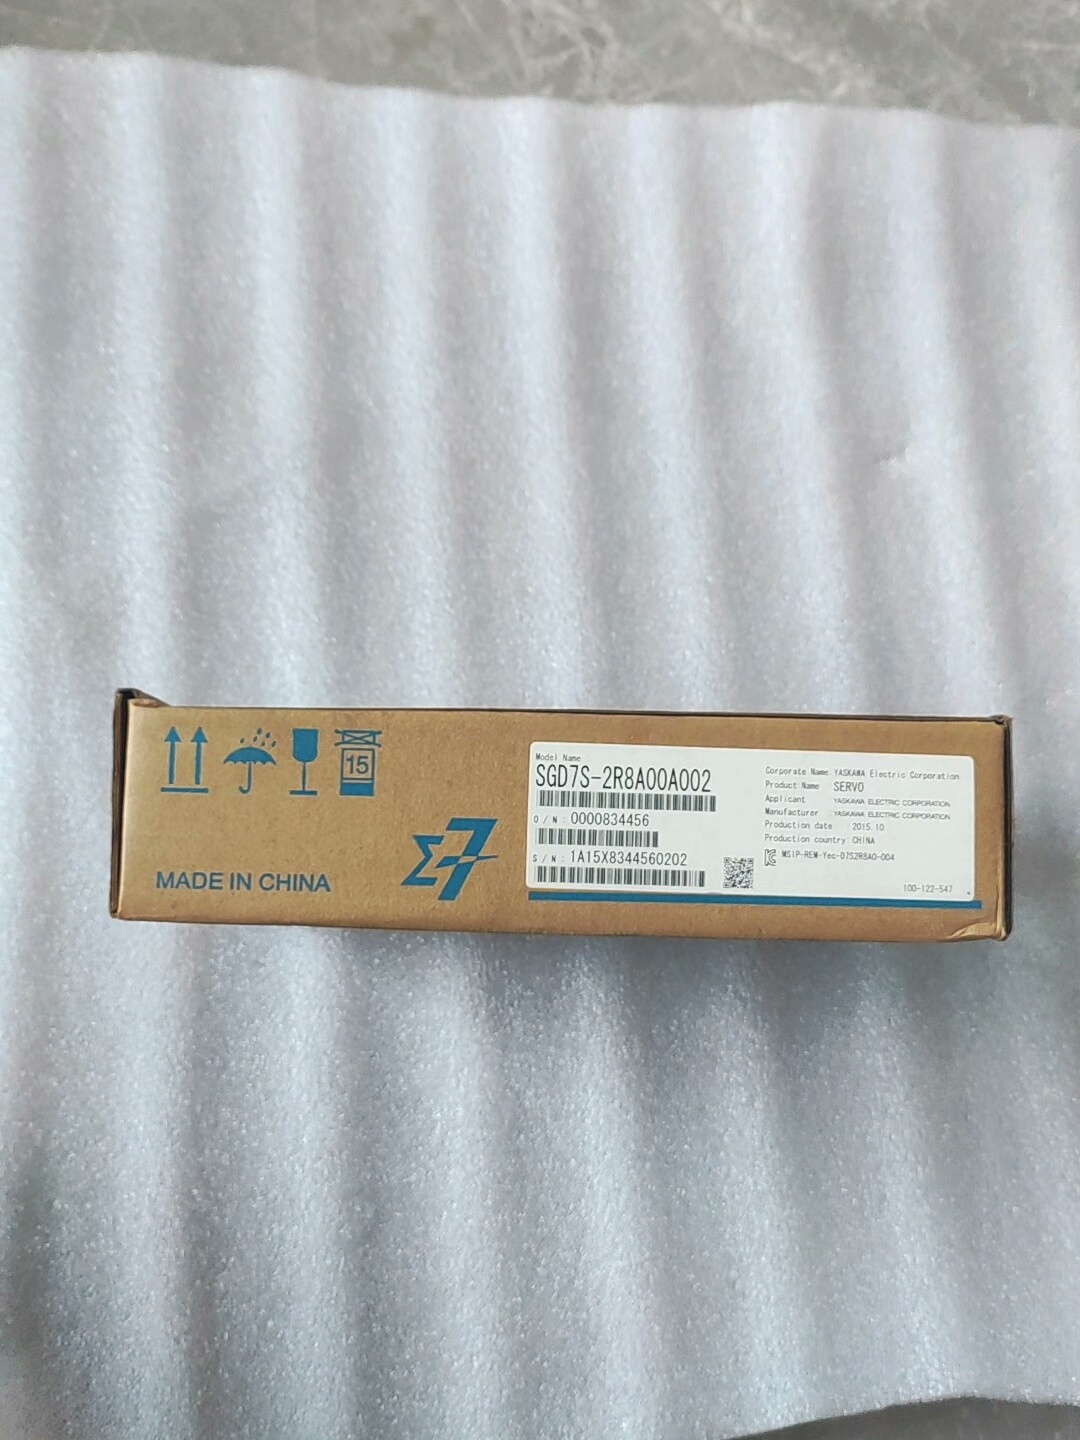 15
MADE IN CHINA
Σ7
Model Name
SGD7S-2R8A00A002
O/N: 0000834456
S/N: 1A15X8344560202
Corporate Name YASKAWA Electric Corporation
Product Name SERVO
Applicant YASKAWA ELECTRIC CORPORATION
Manufacturer :YASKAWA ELECTRIC CORPORATION
Production date :2015.10
Production country:CHINA
MSIP-REM-Yec-07S2R8A0-004
100-122-547